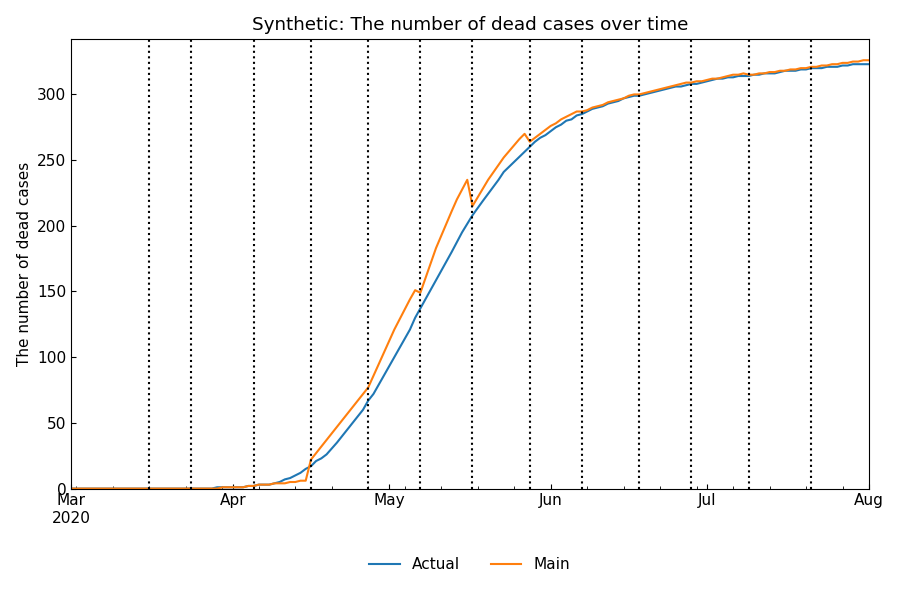 Synthetic: The number of dead cases over time
The number of dead cases
300
250
200
150
100
50
0
Mar Apr May Jun Jul Aug
2020
Actual Main